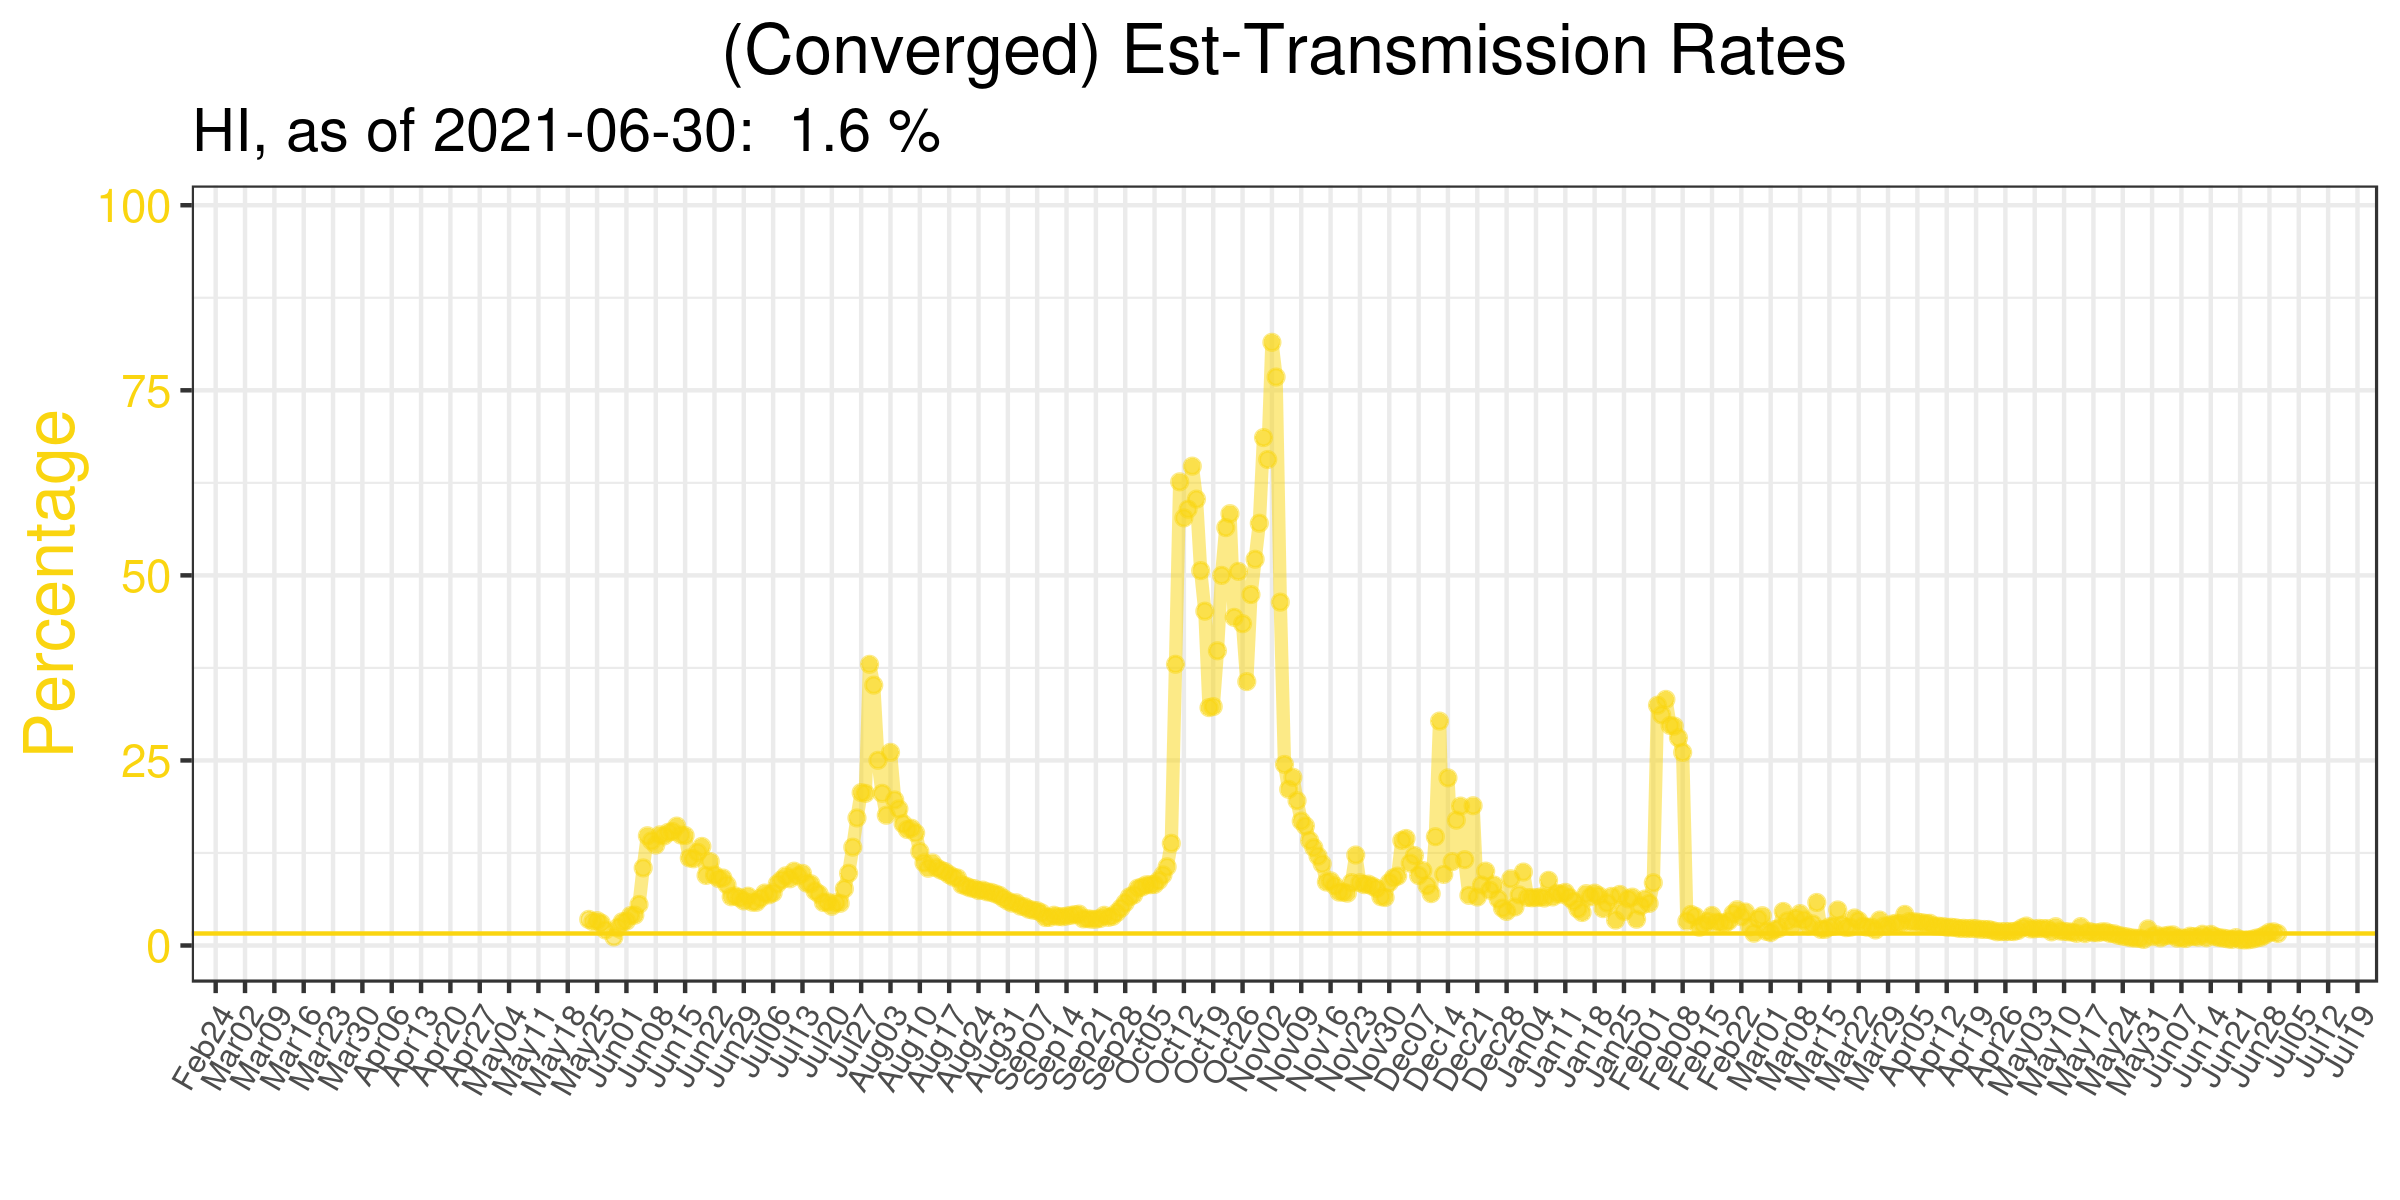 (Converged) Est-Transmission Rates
HI, as of 2021-06-30:  1.6 %
Percentage
100
75
50
25
0
Feb24
Mar02
Mar09
Mar16
Mar23
Mar30
Apr06
Apr13
Apr20
Apr27
May04
May11
May18
May25
Jun01
Jun08
Jun15
Jun22
Jun29
Jul06
Jul13
Jul20
Jul27
Aug03
Aug10
Aug17
Aug24
Aug31
Sep07
Sep14
Sep21
Sep28
Oct05
Oct12
Oct19
Oct26
Nov02
Nov09
Nov16
Nov23
Nov30
Dec07
Dec14
Dec21
Dec28
Jan04
Jan11
Jan18
Jan25
Feb01
Feb08
Feb15
Feb22
Mar01
Mar08
Mar15
Mar22
Mar29
Apr05
Apr12
Apr19
Apr26
May03
May10
May17
May24
May31
Jun07
Jun14
Jun21
Jun28
Jul05
Jul12
Jul19